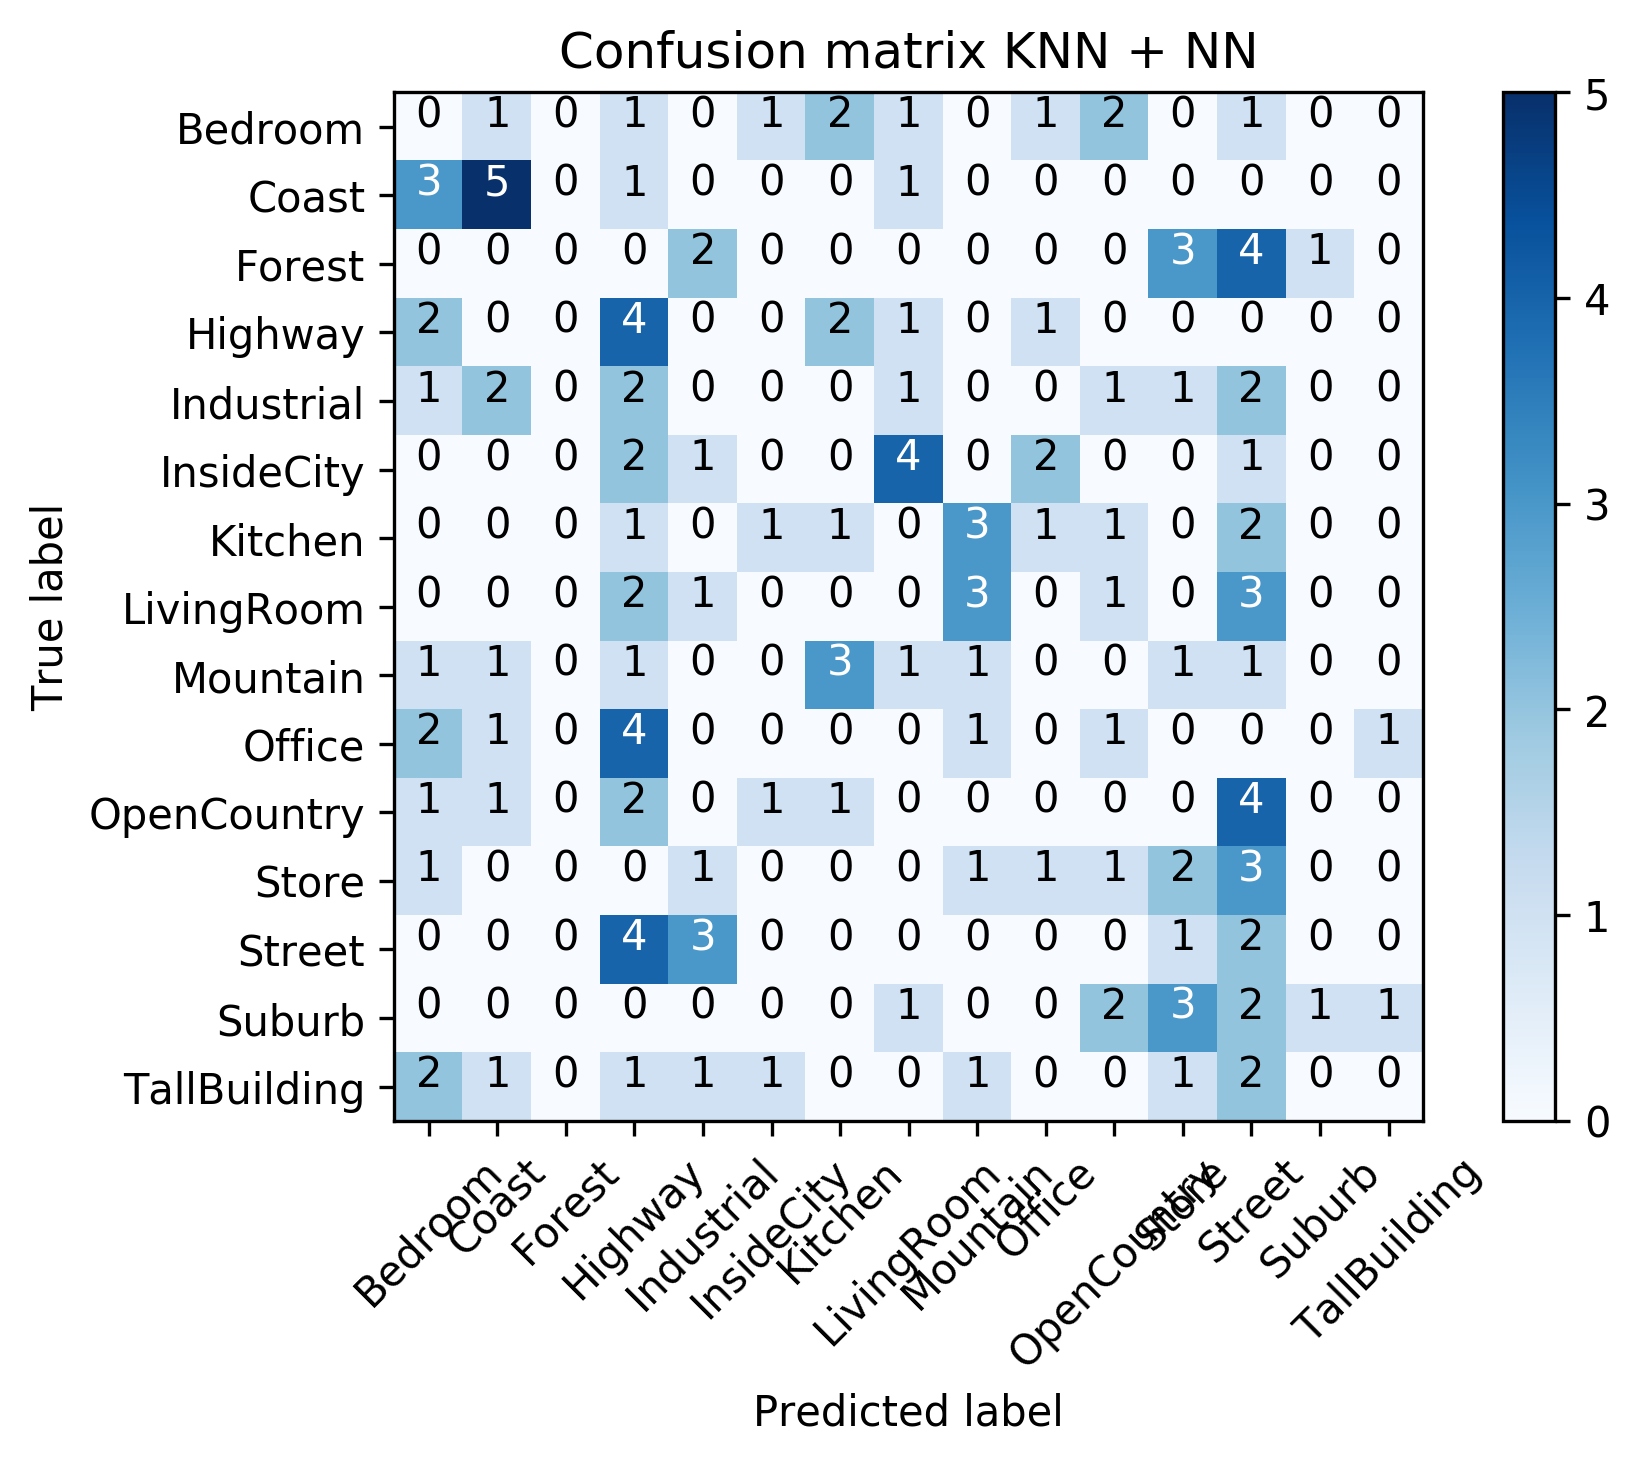 Confusion matrix KNN + NN
Bedroom 0 1 0 1 0 1 2 1 0 1 2 0 1 0 0
Coast 3 5 0 1 0 0 0 1 0 0 0 0 0 0 0
Forest 0 0 0 0 2 0 0 0 0 0 0 3 4 1 0
Highway 2 0 0 4 0 0 2 1 0 1 0 0 0 0 0
Industrial 1 2 0 2 0 0 0 1 0 0 1 1 2 0 0
InsideCity 0 0 0 2 1 0 0 4 0 2 0 0 1 0 0
Kitchen 0 0 0 1 0 1 1 0 3 1 1 0 2 0 0
LivingRoom 0 0 0 2 1 0 0 0 3 0 1 0 3 0 0
Mountain 1 1 0 1 0 0 3 1 1 0 0 1 1 0 0
Office 2 1 0 4 0 0 0 0 1 0 1 0 0 0 1
OpenCountry 1 1 0 2 0 1 1 0 0 0 0 0 4 0 0
Store 1 0 0 0 1 0 0 0 1 1 1 2 3 0 0
Street 0 0 0 4 3 0 0 0 0 0 0 1 2 0 0
Suburb 0 0 0 0 0 0 0 1 0 0 2 3 2 1 1
TallBuilding 2 1 0 1 1 1 0 0 1 0 0 1 2 0 0
True label
Bedroom
Coast
Forest
Highway
Industrial
InsideCity
Kitchen
LivingRoom
Mountain
Office
OpenCountry
Store
Street
Suburb
TallBuilding
Predicted label
5
4
3
2
1
0